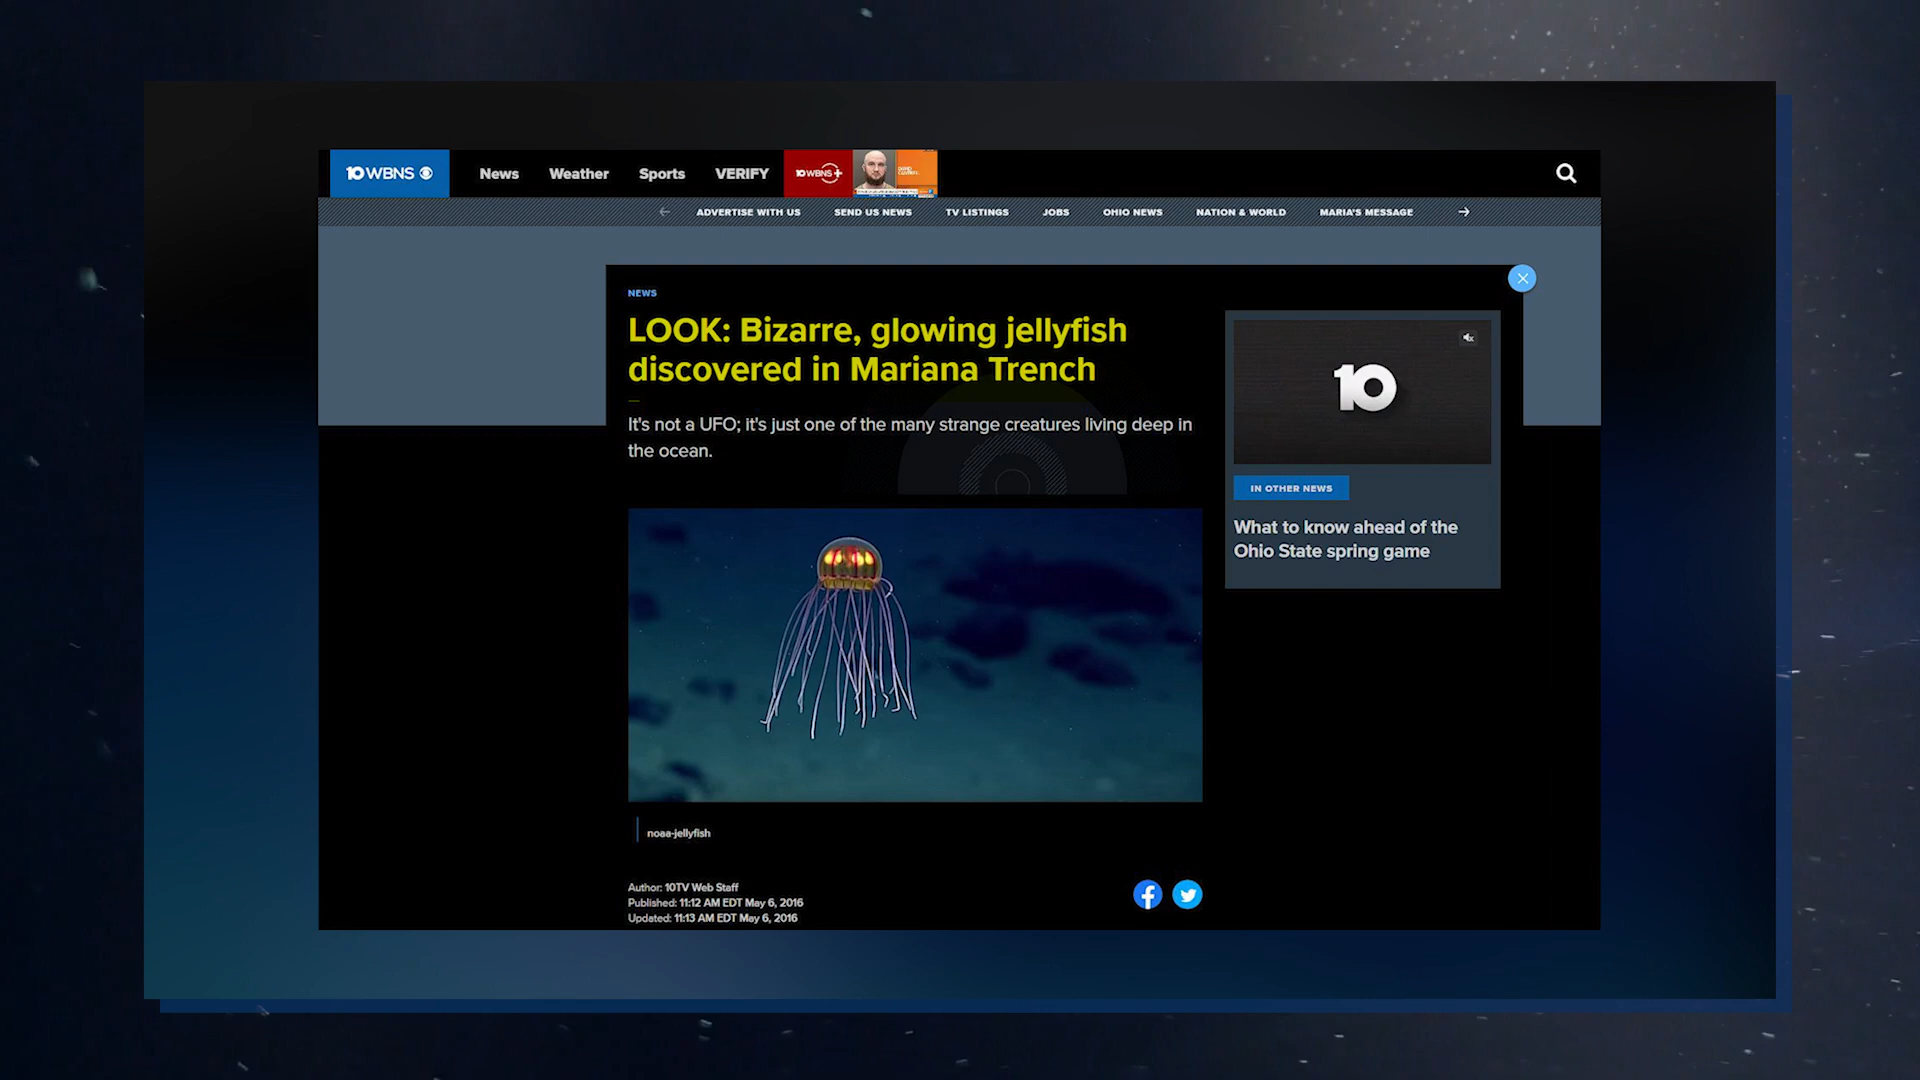 10 WBNS
News
Weather
Sports
VERIFY
10 WBNS+
ADVERTISE WITH US
SEND US NEWS
TV LISTINGS
JOBS
OHIO NEWS
NATION & WORLD
MARIA'S MESSAGE
NEWS
LOOK: Bizarre, glowing jellyfish
discovered in Mariana Trench
It's not a UFO; it's just one of the many strange creatures living deep in
the ocean.
10
IN OTHER NEWS
What to know ahead of the
Ohio State spring game
noaa-jellyfish
Author: 10TV Web Staff
Published: 11:12 AM EDT May 6, 2016
Updated: 11:13 AM EDT May 6, 2016